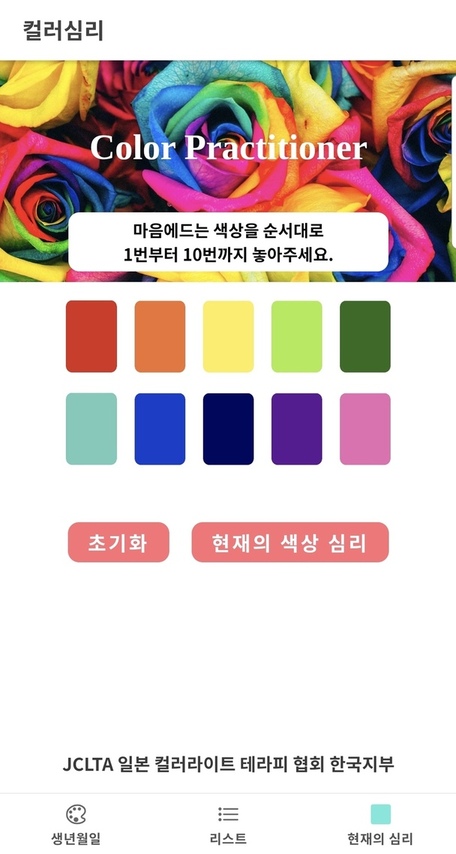 컬러심리
Color Practitioner
마음에드는 색상을 순서대로
1번부터 10번까지 놓아주세요.
초기화
현재의 색상 심리
JCLTA 일본 컬러라이트 테라피 협회 한국지부
생년월일
리스트
현재의 심리